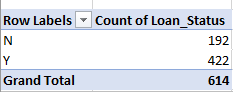 Row Labels Count of Loan_Status
N 192
Y 422
Grand Total 614